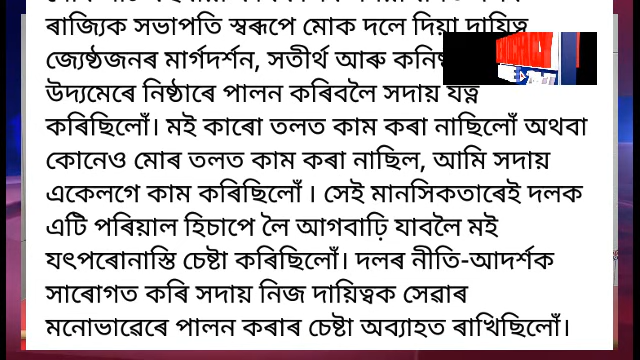 ৰাজ্যিক সভাপতি স্বৰূপে মোক দলে দিয়া দায়িত্ব
জ্যেষ্ঠজনৰ মাৰ্গদৰ্শন, সতীৰ্থ আৰু
উদ্যমেৰে নিষ্ঠাৰে পালন কৰিবলৈ সদায় যত্ন
কৰিছিলোঁ। মই কাৰো তলত কাম কৰা নাছিলোঁ অথবা
কোনেও মোৰ তলত কাম কৰা নাছিল, আমি সদায়
একেলগে কাম কৰিছিলোঁ । সেই মানসিকতাৰেই দলক
এটি পৰিয়াল হিচাপে লৈ আগবাঢ়ি যাবলৈ মই
যৎপৰোনাস্তি চেষ্টা কৰিছিলোঁ। দলৰ নীতি-আদৰ্শক
সাৰোগত কৰি সদায় নিজ দায়িত্বক সেৱাৰ
মনোভাৱেৰে পালন কৰাৰ চেষ্টা অব্যাহত ৰাখিছিলোঁ।